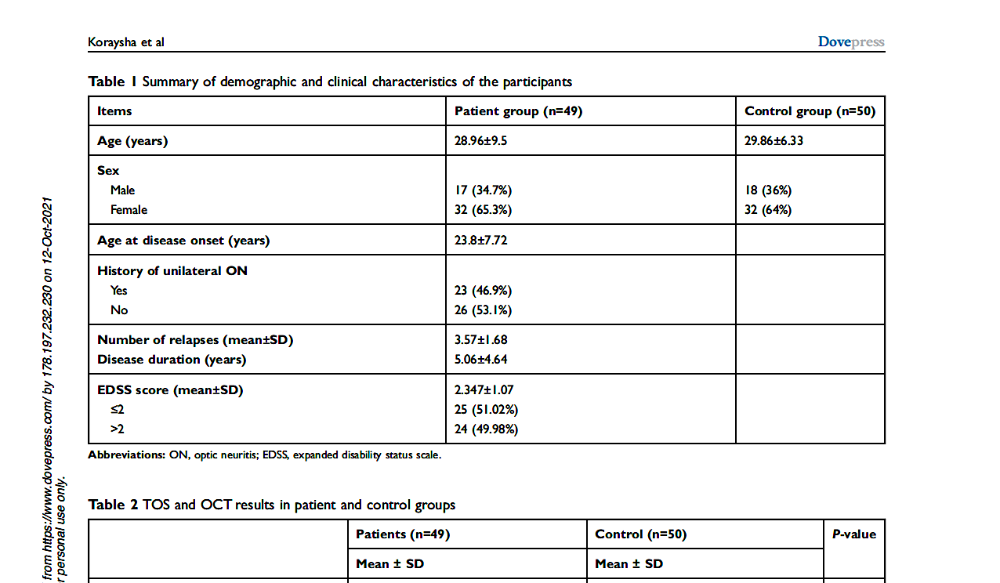 Koraysha et al
Dovepress
Table 1 Summary of demographic and clinical characteristics of the participants
Items Patient group (n=49) Control group (n=50)
Age (years) 28.96±9.5 29.86±6.33
Sex
Male 17 (34.7%) 18 (36%)
Female 32 (65.3%) 32 (64%)
Age at disease onset (years) 23.8±7.72
History of unilateral ON
Yes 23 (46.9%)
No 26 (53.1%)
Number of relapses (mean±SD) 3.57±1.68
Disease duration (years) 5.06±4.64
EDSS score (mean±SD) 2.347±1.07
≤2 25 (51.02%)
>2 24 (49.98%)
Abbreviations: ON, optic neuritis; EDSS, expanded disability status scale.
Table 2 TOS and OCT results in patient and control groups
Patients (n=49) Control (n=50) P-value
Mean ± SD Mean ± SD
from https://www.dovepress.com/ by 178.197.232.230 on 12-Oct-2021
r personal use only.